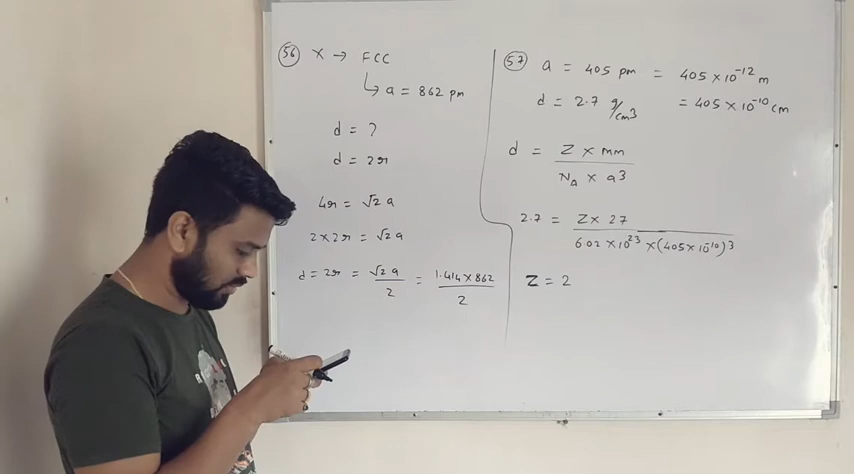 56 X → FCC
↳ a = 862 pm
d = ?
d = 2r
4r = √2 a
2 × 2r = √2 a
d = 2r = √2 a / 2 = 1.414 × 862 / 2
57 a = 405 pm = 405 × 10⁻¹² m
d = 2.7 g/cm3 = 405 × 10⁻¹⁰ cm
d = Z × mm / N_A × a3
2.7 = Z × 27 / 6.02 × 10²³ × (405 × 10⁻¹⁰)3
Z = 2